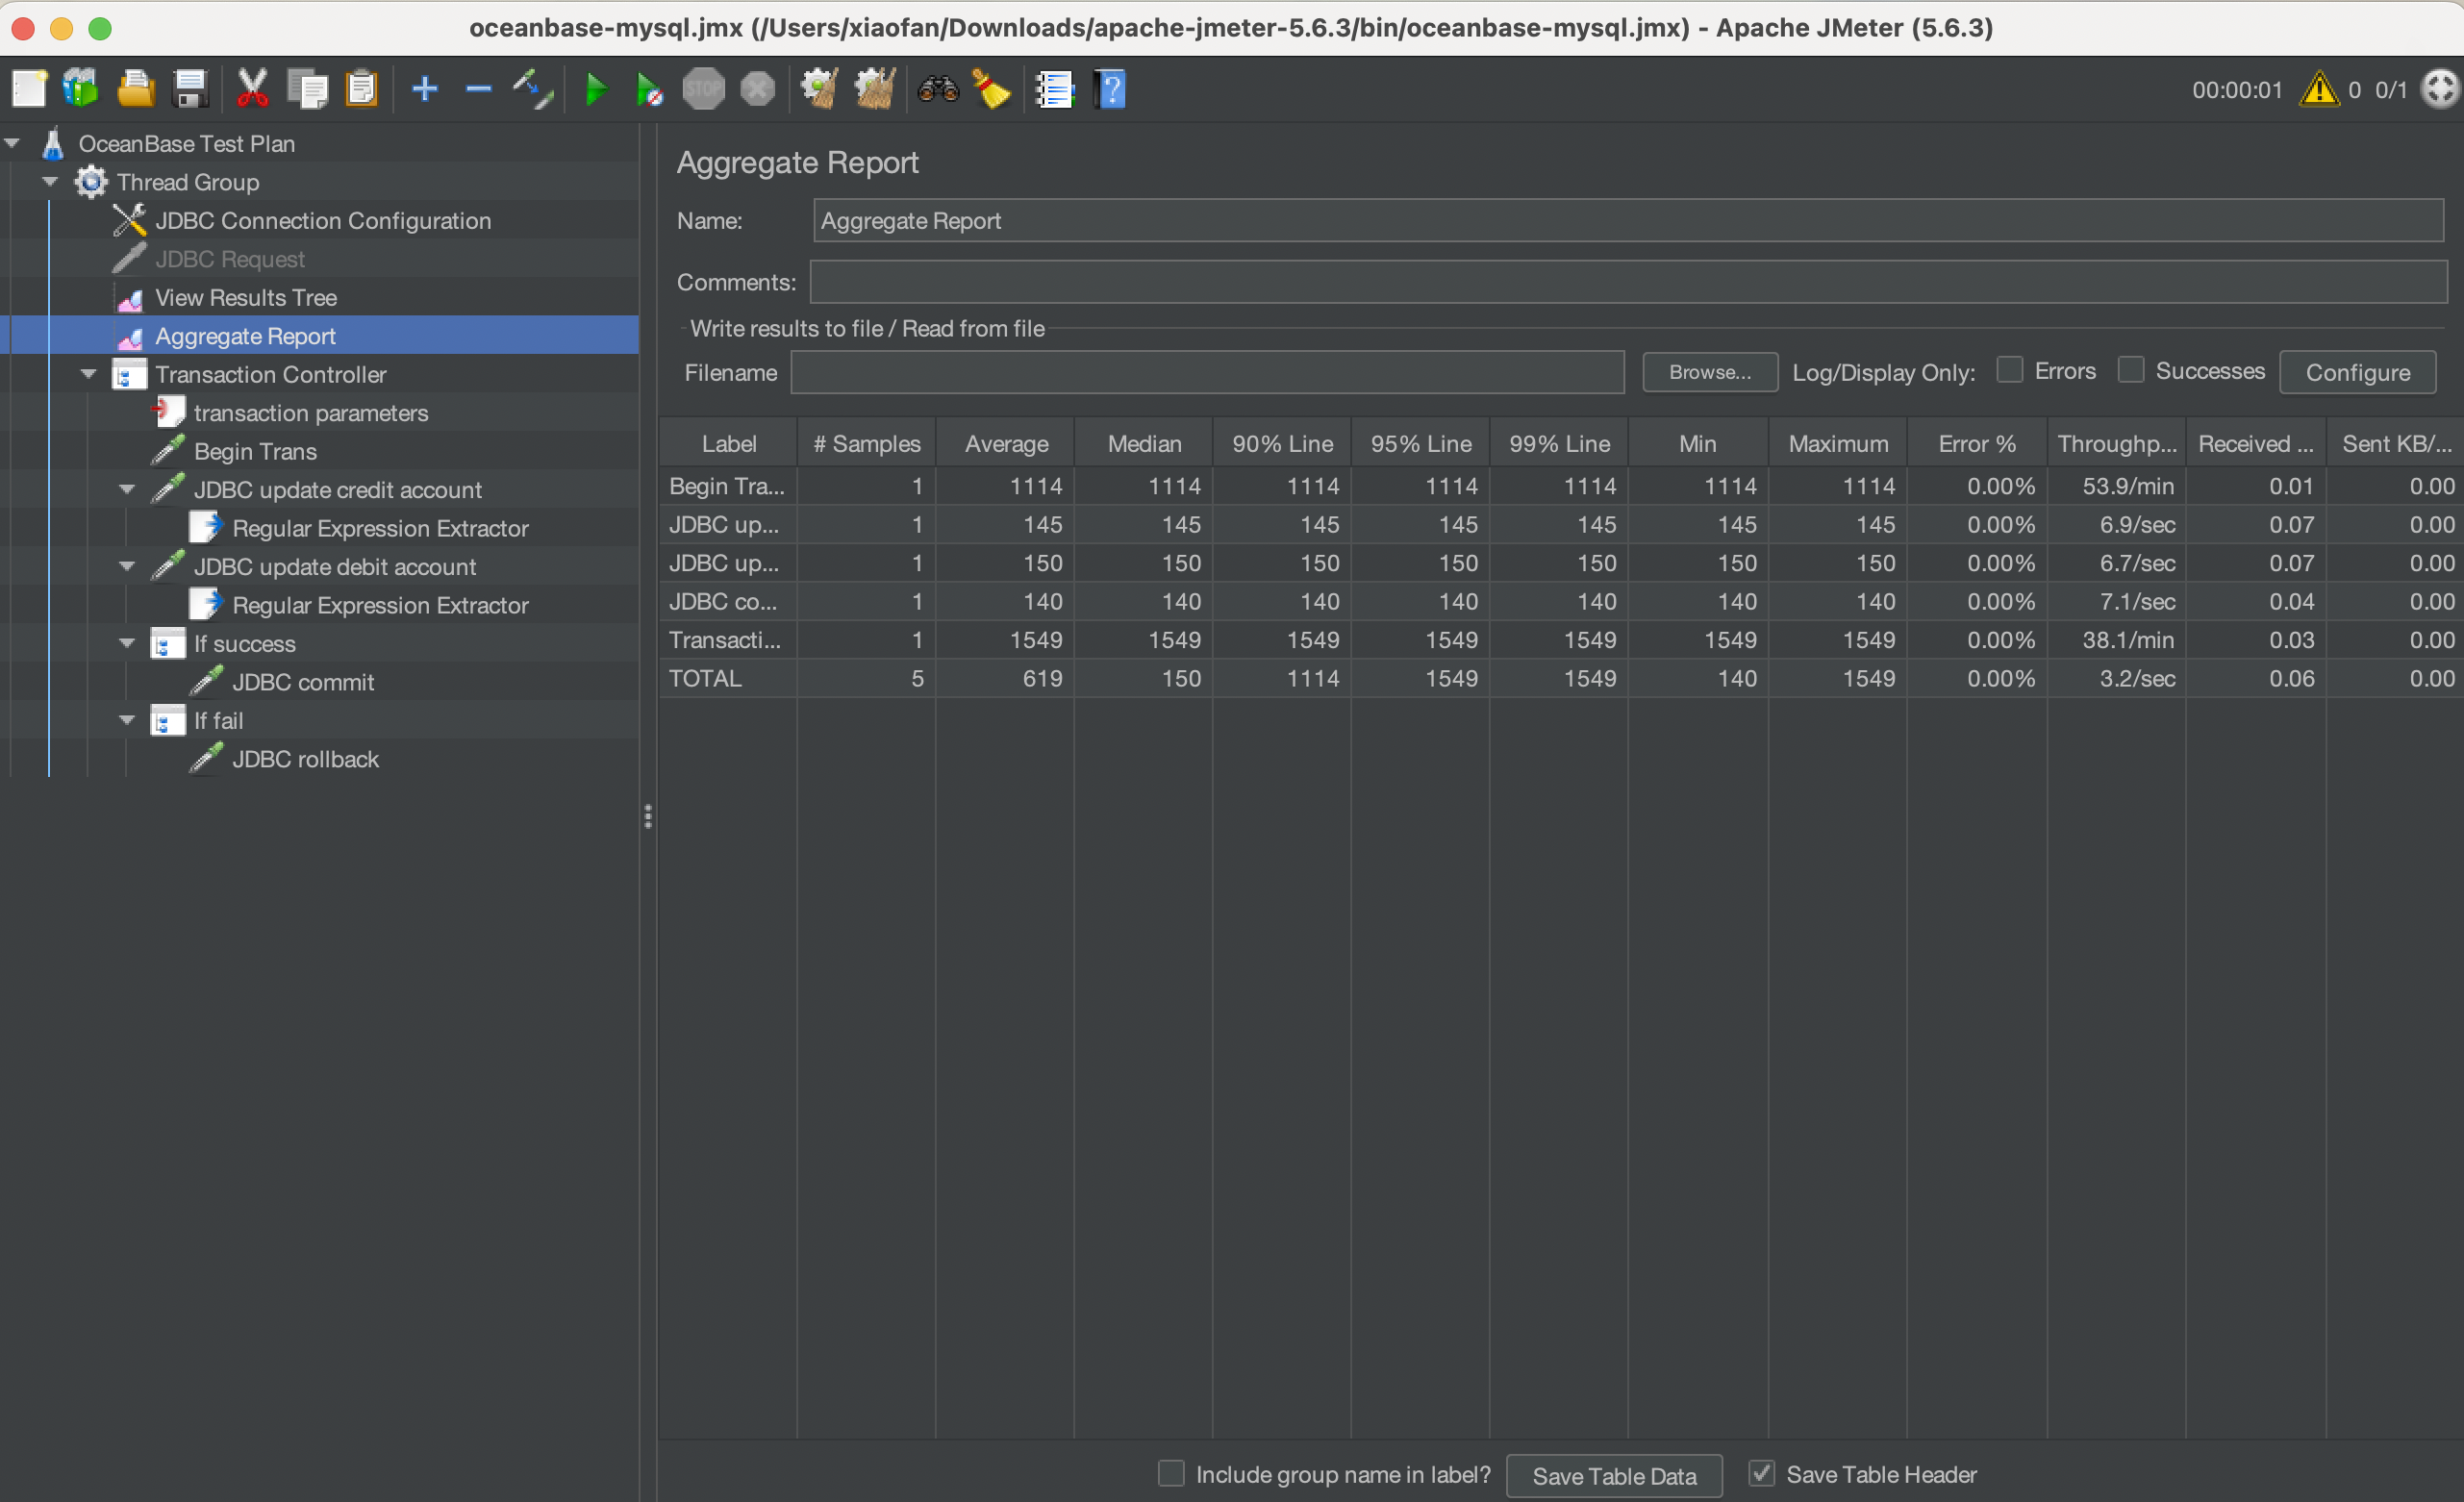 oceanbase-mysql.jmx (/Users/xiaofan/Downloads/apache-jmeter-5.6.3/bin/oceanbase-mysql.jmx) - Apache JMeter (5.6.3)
STOP ? 00:00:01 0 0/1
OceanBase Test Plan
Thread Group
JDBC Connection Configuration
JDBC Request
View Results Tree
Aggregate Report
Transaction Controller
transaction parameters
Begin Trans
JDBC update credit account
Regular Expression Extractor
JDBC update debit account
Regular Expression Extractor
If success
JDBC commit
If fail
JDBC rollback
Aggregate Report
Name: Aggregate Report
Comments:
Write results to file / Read from file
Filename Browse... Log/Display Only: Errors Successes Configure
Label # Samples Average Median 90% Line 95% Line 99% Line Min Maximum Error % Throughp... Received ... Sent KB/...
Begin Tra... 1 1114 1114 1114 1114 1114 1114 1114 0.00% 53.9/min 0.01 0.00
JDBC up... 1 145 145 145 145 145 145 145 0.00% 6.9/sec 0.07 0.00
JDBC up... 1 150 150 150 150 150 150 150 0.00% 6.7/sec 0.07 0.00
JDBC co... 1 140 140 140 140 140 140 140 0.00% 7.1/sec 0.04 0.00
Transacti... 1 1549 1549 1549 1549 1549 1549 1549 0.00% 38.1/min 0.03 0.00
TOTAL 5 619 150 1114 1549 1549 140 1549 0.00% 3.2/sec 0.06 0.00
Include group name in label? Save Table Data Save Table Header